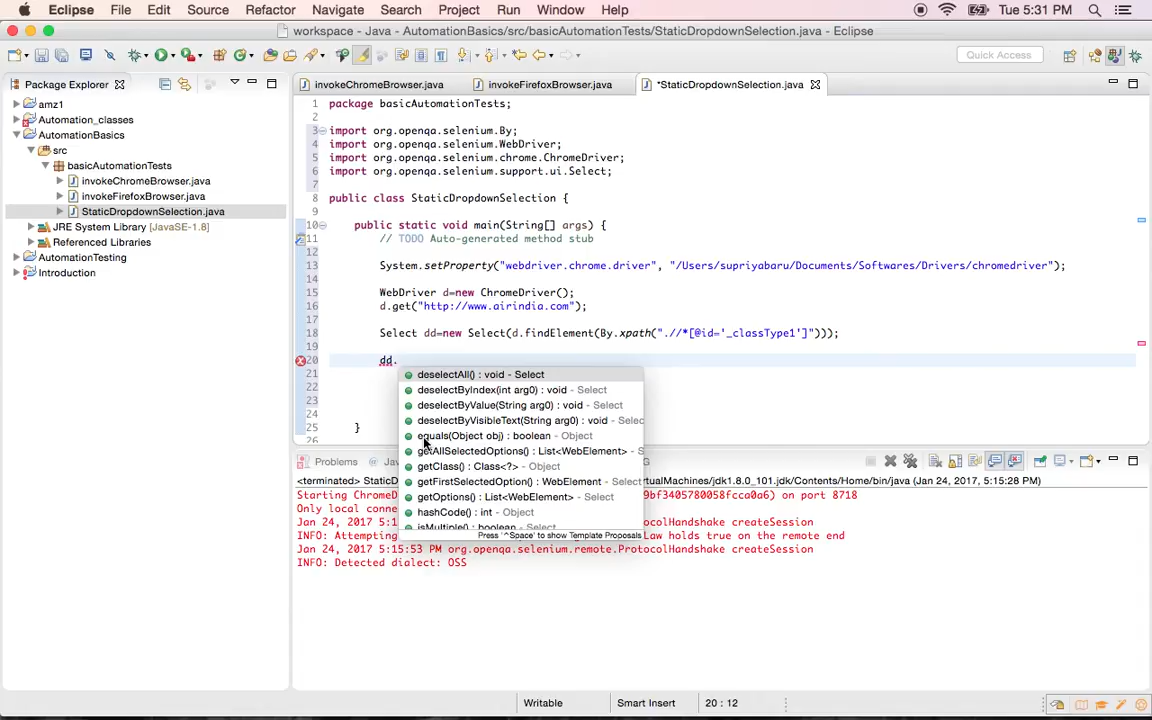 Eclipse File Edit Source Refactor Navigate Search Project Run Window Help Tue 5:31 PM
workspace - Java - AutomationBasics/src/basicAutomationTests/StaticDropdownSelection.java - Eclipse
Quick Access
Package Explorer
amz1
Automation_classes
AutomationBasics
src
basicAutomationTests
invokeChromeBrowser.java
invokeFirefoxBrowser.java
StaticDropdownSelection.java
JRE System Library [JavaSE-1.8]
Referenced Libraries
AutomationTesting
Introduction
invokeChromeBrowser.java invokeFirefoxBrowser.java *StaticDropdownSelection.java
1 package basicAutomationTests;
2
3 import org.openqa.selenium.By;
4 import org.openqa.selenium.WebDriver;
5 import org.openqa.selenium.chrome.ChromeDriver;
6 import org.openqa.selenium.support.ui.Select;
7
8 public class StaticDropdownSelection {
9
10 public static void main(String[] args) {
11 // TODO Auto-generated method stub
12
13 System.setProperty("webdriver.chrome.driver", "/Users/supriyabaru/Documents/Softwares/Drivers/chromedriver");
14
15 WebDriver d=new ChromeDriver();
16 d.get("http://www.airindia.com");
17
18 Select dd=new Select(d.findElement(By.xpath(".//*[@id='_classType1']")));
19
20 dd.
23
24
25 }
26
deselectAll() : void - Select
deselectByIndex(int arg0) : void - Select
deselectByValue(String arg0) : void - Select
deselectByVisibleText(String arg0) : void - Selec
equals(Object obj) : boolean - Object
getAllSelectedOptions() : List<WebElement> - S
getClass() : Class<?> - Object
getFirstSelectedOption() : WebElement - Select
getOptions() : List<WebElement> - Select
hashCode() : int - Object
isMultiple() : boolean - Select
Press '^Space' to show Template Proposals
Problems
<terminated> StaticD
rtualMachines/jdk1.8.0_101.jdk/Contents/Home/bin/java (Jan 24, 2017, 5:15:28 PM)
Starting ChromeD
9bf3405780058fcca0a6) on port 8718
Only local conne
Jan 24, 2017 5:1
otocolHandshake createSession
INFO: Attempting
Law holds true on the remote end
Jan 24, 2017 5:15:53 PM org.openqa.selenium.remote.ProtocolHandshake createSession
INFO: Detected dialect: OSS
Writable Smart Insert 20 : 12